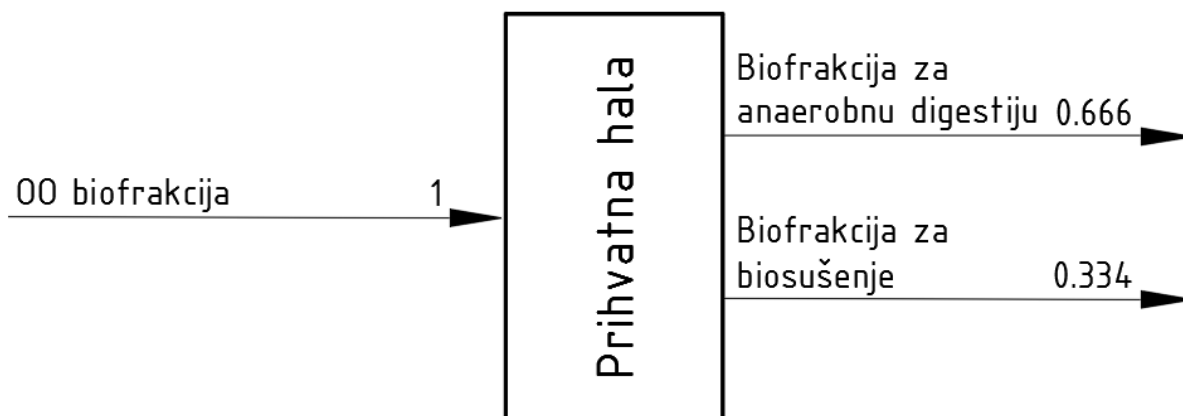 OO biofrakcija 1
Prihvatna hala
Biofrakcija za
anaerobnu digestiju 0.666
Biofrakcija za
biosušenje 0.334